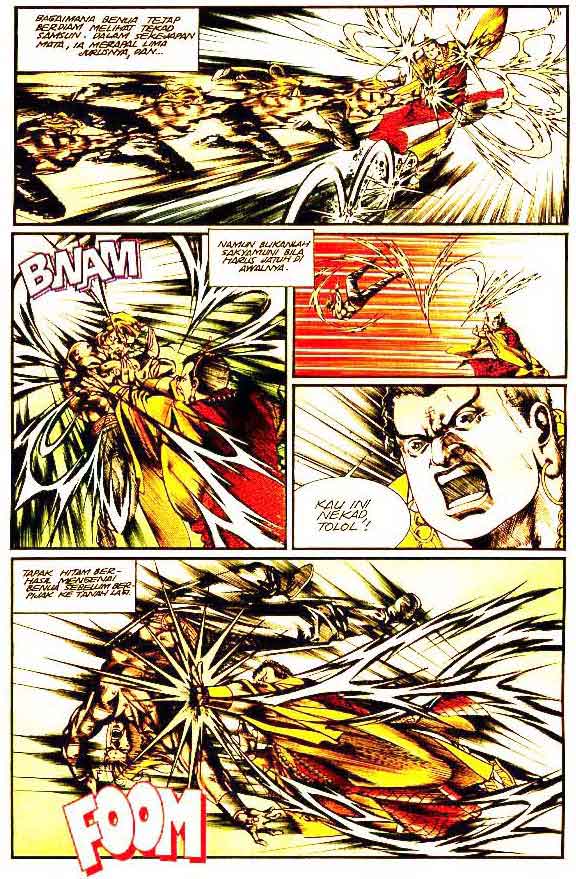 BAGAIMANA BENUA TETAP
BERDIAM MELIHAT TEKAD
SAMSUN. DALAM SEKEJAPAN
MATA, IA MERAPAL LIMA
JURUSNYA, DAN...
BNAM
NAMUN BUKANLAH
SAKYAMUNI BILA
HARUS JATUH DI
AWALNYA.
KAU INI
NEKAD
TOLOL!
TAPAK HITAM BER-
HASIL MENGENAI
BENUA SEBELUM BER-
PIJAK KE TANAH LAGI.
FOOM